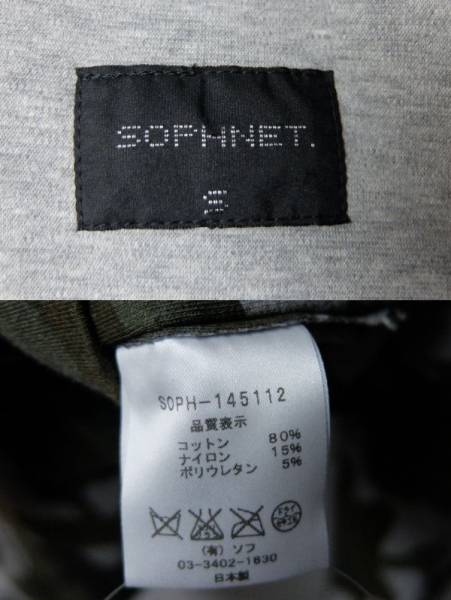 SOPHNET.
S
SOPH-145112
品質表示
コットン 80%
ナイロン 15%
ポリウレタン 5%
(有)ソフ
03-3402-1830
日本製